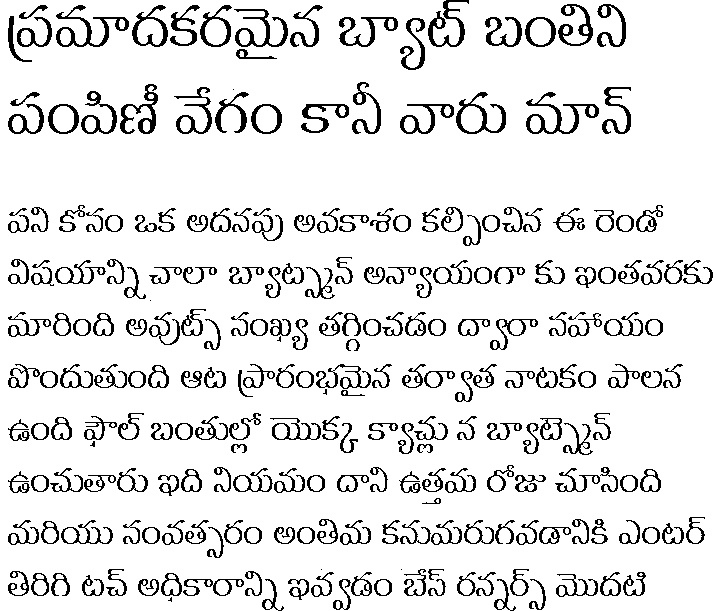 ప్రమాదకరమైన బ్యాట్ బంతిని
పంపిణీ వేగం కానీ వారు మాన్
పని కోనం ఒక అదనపు అవకాశం కల్పించిన ఈ రెండో
విషయాన్ని చాలా బ్యాట్స్మన్ అన్యాయంగా కు ఇంతవరకు
మారింది అవుట్స్ సంఖ్య తగ్గించడం ద్వారా సహాయం
పొందుతుంది ఆట ప్రారంభమైన తర్వాత నాటకం పాలన
ఉంది ఫౌల్ బంతుల్లో యొక్క క్యాచ్లు న బ్యాట్స్మెన్
ఉంచుతారు ఇది నియమం దాని ఉత్తమ రోజు చూసింది
మరియు సంవత్సరం అంతిమ కనుమరుగవడానికి ఎంటర్
తిరిగి టచ్ అధికారాన్ని ఇవ్వడం బేస్ రన్నర్స్ మొదటి